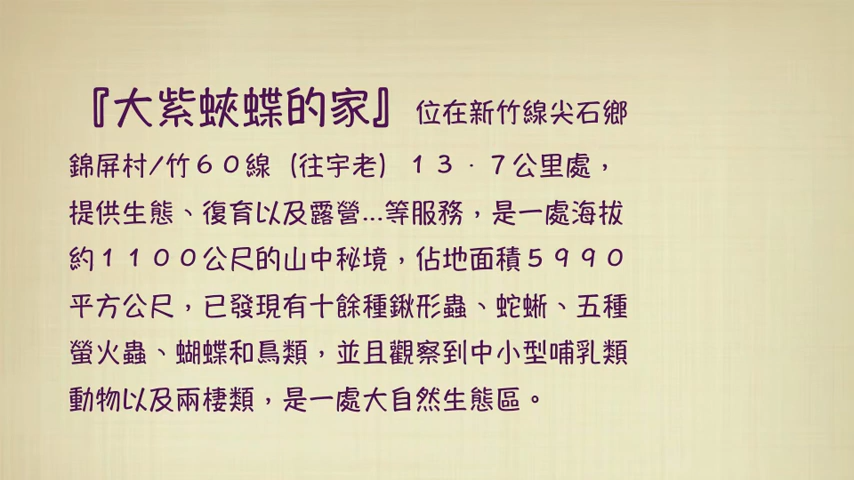 『大紫蛺蝶的家』位在新竹線尖石鄉
錦屏村/竹６０線（往宇老）１３．７公里處，
提供生態、復育以及露營...等服務，是一處海拔
約１１００公尺的山中秘境，佔地面積５９９０
平方公尺，已發現有十餘種鍬形蟲、蛇蜥、五種
螢火蟲、蝴蝶和鳥類，並且觀察到中小型哺乳類
動物以及兩棲類，是一處大自然生態區。